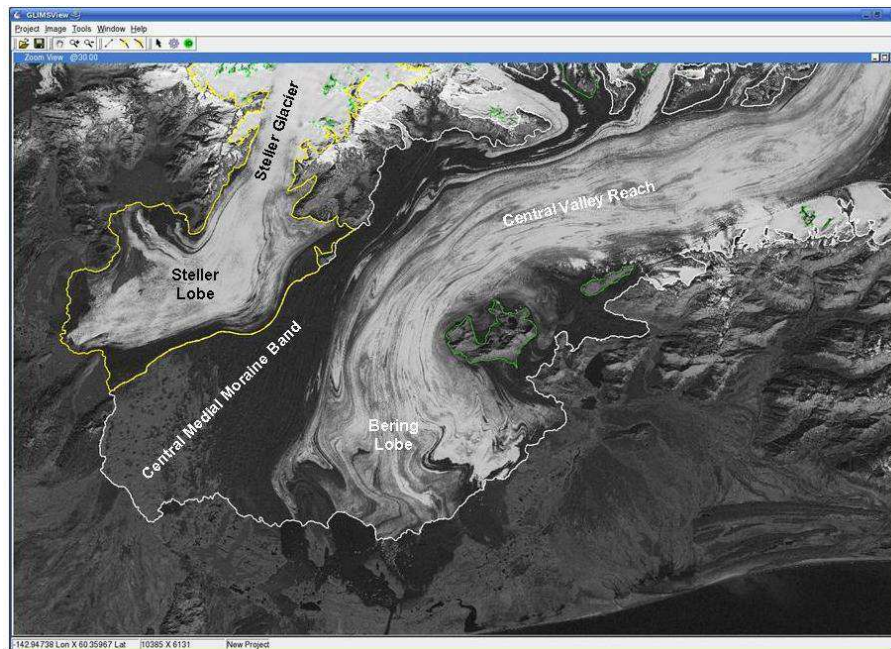 GLIMSView
Project Image Tools Window Help
Zoom View @30.00
Steller Glacier
Central Valley Reach
Steller
Lobe
Central Medial Moraine Band
Bering
Lobe
-142.94738 Lon X 60.35967 Lat 10385 X 6131 New Project